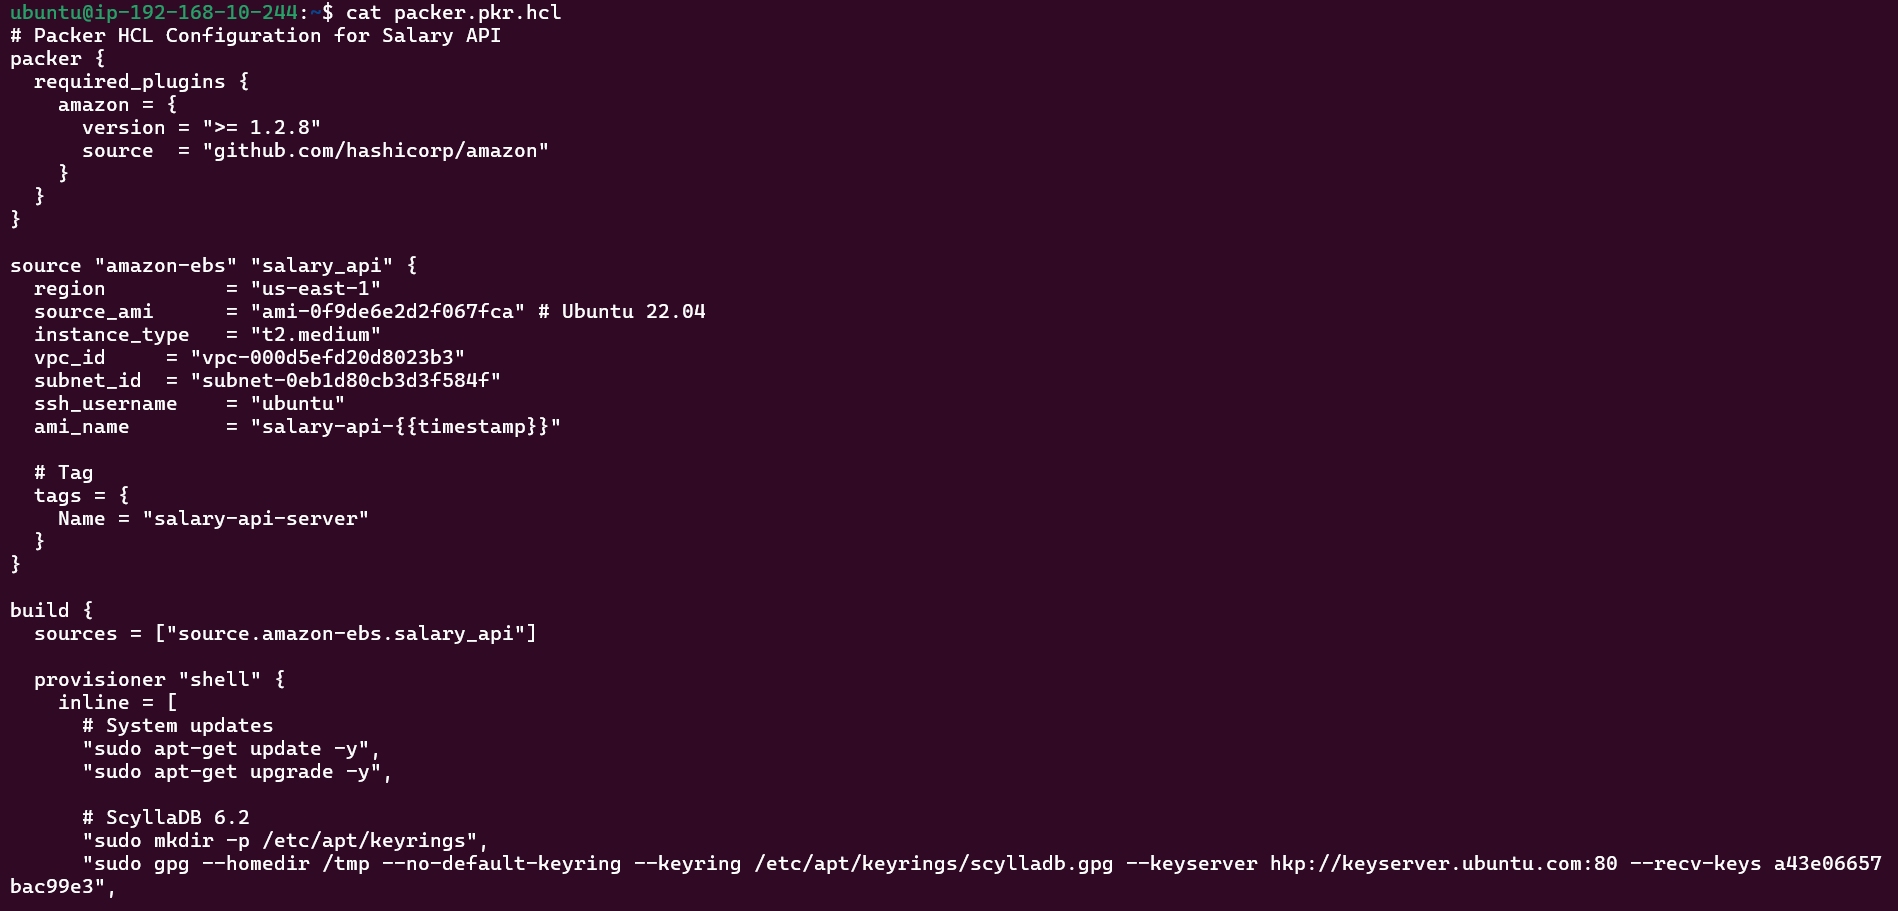 ubuntu@ip-192-168-10-244:~$ cat packer.pkr.hcl
# Packer HCL Configuration for Salary API
packer {
  required_plugins {
    amazon = {
      version = ">= 1.2.8"
      source  = "github.com/hashicorp/amazon"
    }
  }
}

source "amazon-ebs" "salary_api" {
  region          = "us-east-1"
  source_ami      = "ami-0f9de6e2d2f067fca" # Ubuntu 22.04
  instance_type   = "t2.medium"
  vpc_id     = "vpc-000d5efd20d8023b3"
  subnet_id  = "subnet-0eb1d80cb3d3f584f"
  ssh_username    = "ubuntu"
  ami_name        = "salary-api-{{timestamp}}"

  # Tag
  tags = {
    Name = "salary-api-server"
  }
}

build {
  sources = ["source.amazon-ebs.salary_api"]

  provisioner "shell" {
    inline = [
      # System updates
      "sudo apt-get update -y",
      "sudo apt-get upgrade -y",

      # ScyllaDB 6.2
      "sudo mkdir -p /etc/apt/keyrings",
      "sudo gpg --homedir /tmp --no-default-keyring --keyring /etc/apt/keyrings/scylladb.gpg --keyserver hkp://keyserver.ubuntu.com:80 --recv-keys a43e06657
bac99e3",